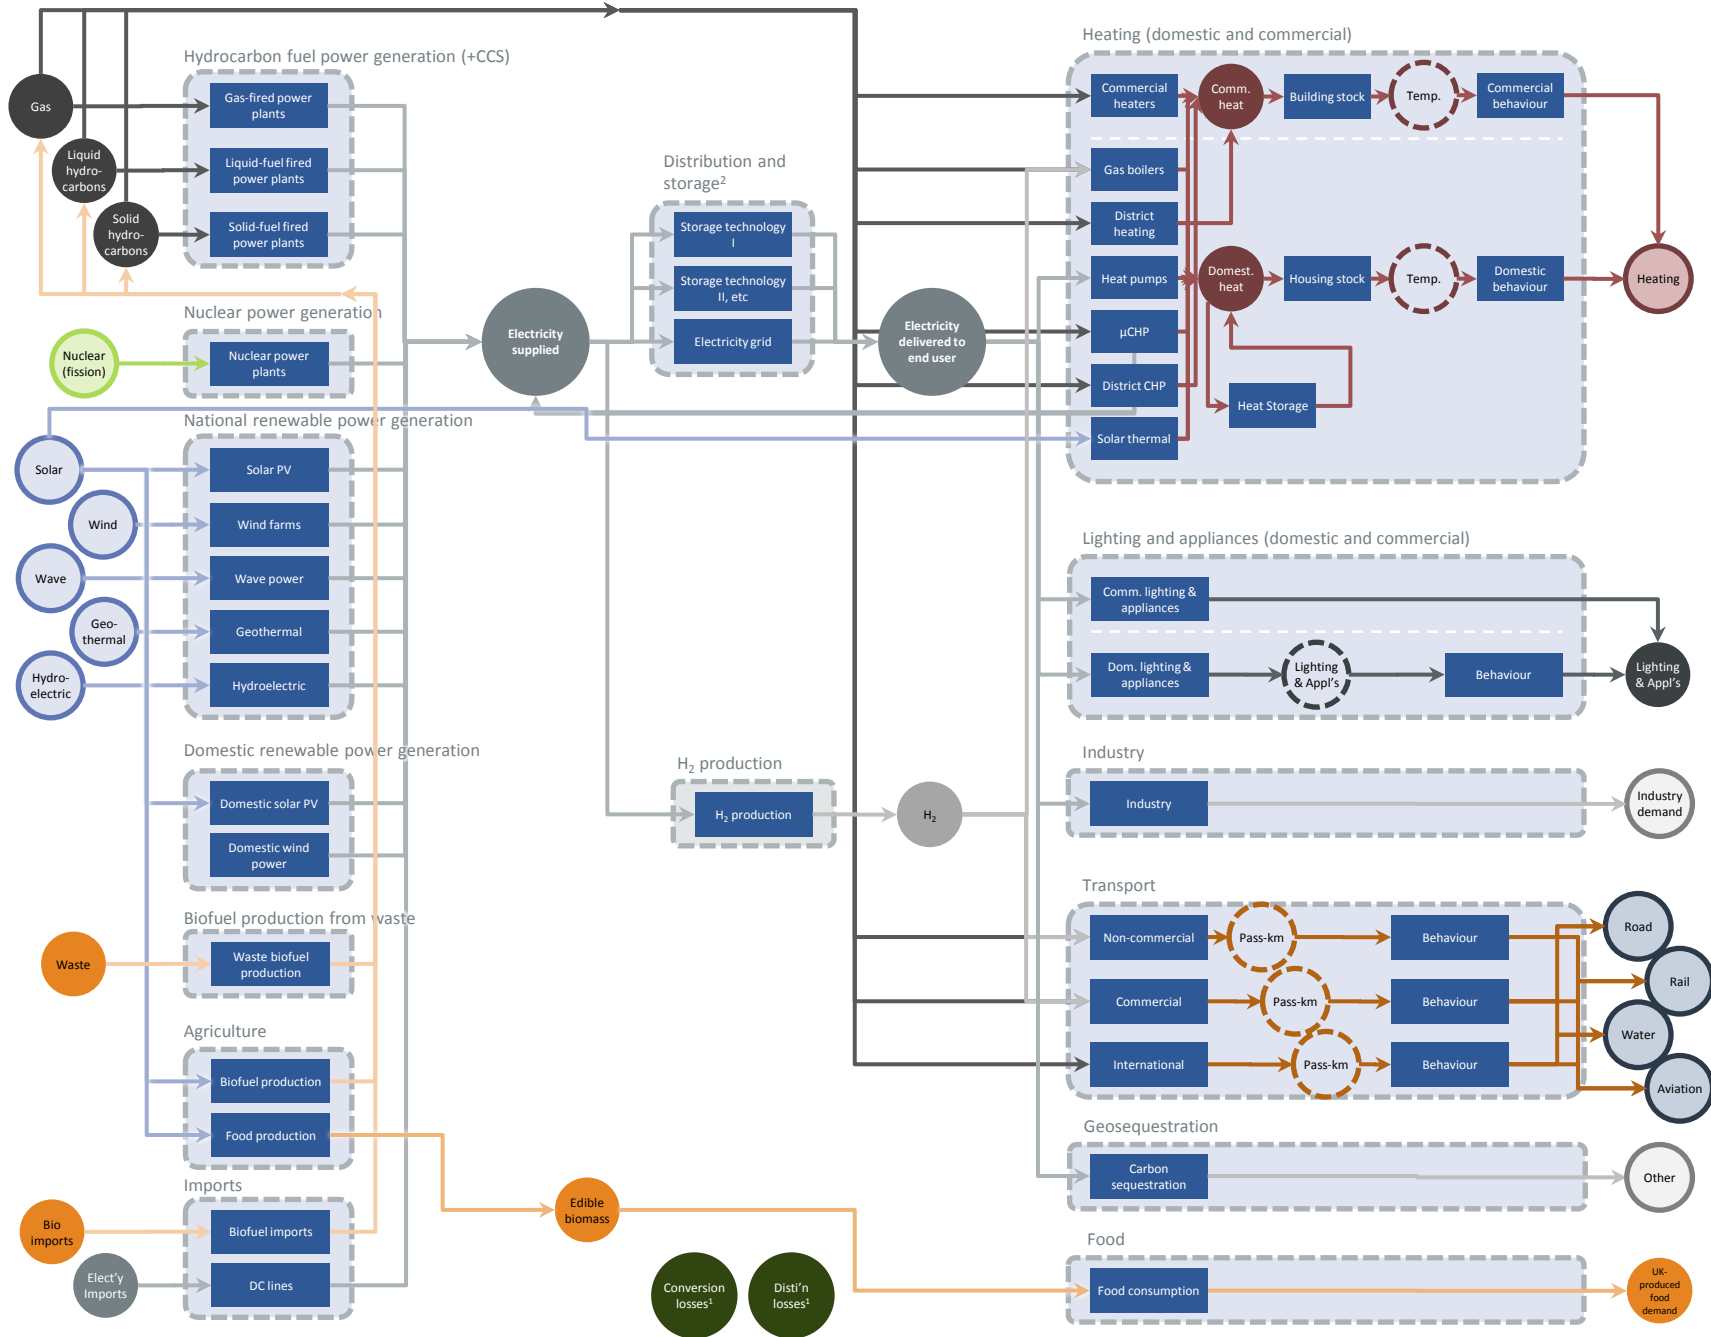 Hydrocarbon fuel power generation (+CCS)
Gas
Gas-fired power
plants
Liquid
hydro-
carbons
Liquid-fuel fired
power plants
Solid
hydro-
carbons
Solid-fuel fired
power plants
Nuclear power generation
Nuclear
(fission)
Nuclear power
plants
National renewable power generation
Solar
Solar PV
Wind
Wind farms
Wave
Wave power
Geo-
thermal
Geothermal
Hydro-
electric
Hydroelectric
Domestic renewable power generation
Domestic solar PV
Domestic wind
power
Biofuel production from waste
Waste
Waste biofuel
production
Agriculture
Biofuel production
Food production
Imports
Bio
imports
Biofuel imports
Elect'y
Imports
DC lines
Electricity
supplied
Distribution and
storage2
Storage technology
I
Storage technology
II, etc
Electricity grid
Electricity
delivered to
end user
H2 production
H2 production
H2
Edible
biomass
Conversion
losses1
Disti'n
losses1
Heating (domestic and commercial)
Commercial
heaters
Comm.
heat
Building stock
Temp.
Commercial
behaviour
Gas boilers
District
heating
Heat pumps
Domest.
heat
Housing stock
Temp.
Domestic
behaviour
Heating
μCHP
District CHP
Heat Storage
Solar thermal
Lighting and appliances (domestic and commercial)
Comm. lighting &
appliances
Dom. lighting &
appliances
Lighting
& Appl's
Behaviour
Lighting
& Appl's
Industry
Industry
Industry
demand
Transport
Non-commercial
Pass-km
Behaviour
Road
Commercial
Pass-km
Behaviour
Rail
International
Pass-km
Behaviour
Water
Aviation
Geosequestration
Carbon
sequestration
Other
Food
Food consumption
UK-
produced
food
demand